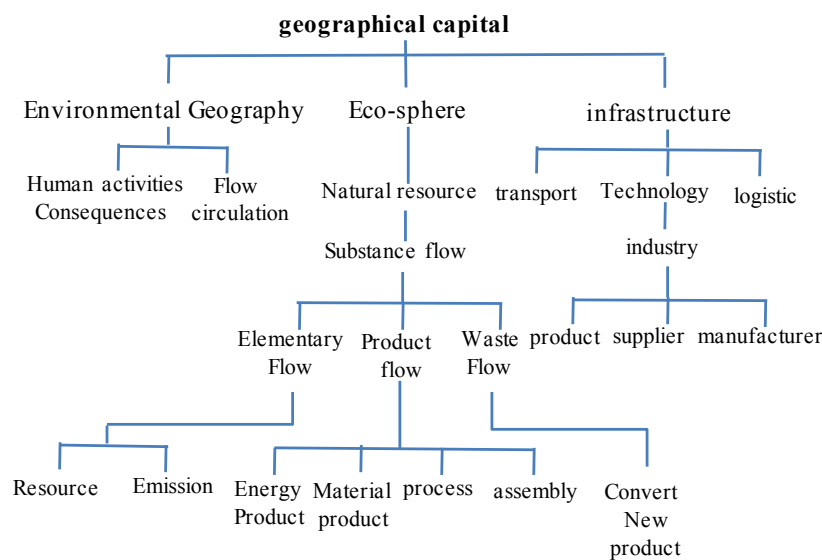 geographical capital
Environmental Geography
Eco-sphere
infrastructure
Human activities
Consequences
Flow
circulation
Natural resource
transport
Technology
logistic
Substance flow
industry
Elementary
Flow
Product
flow
Waste
Flow
product
supplier
manufacturer
Resource
Emission
Energy
Product
Material
product
process
assembly
Convert
New
product